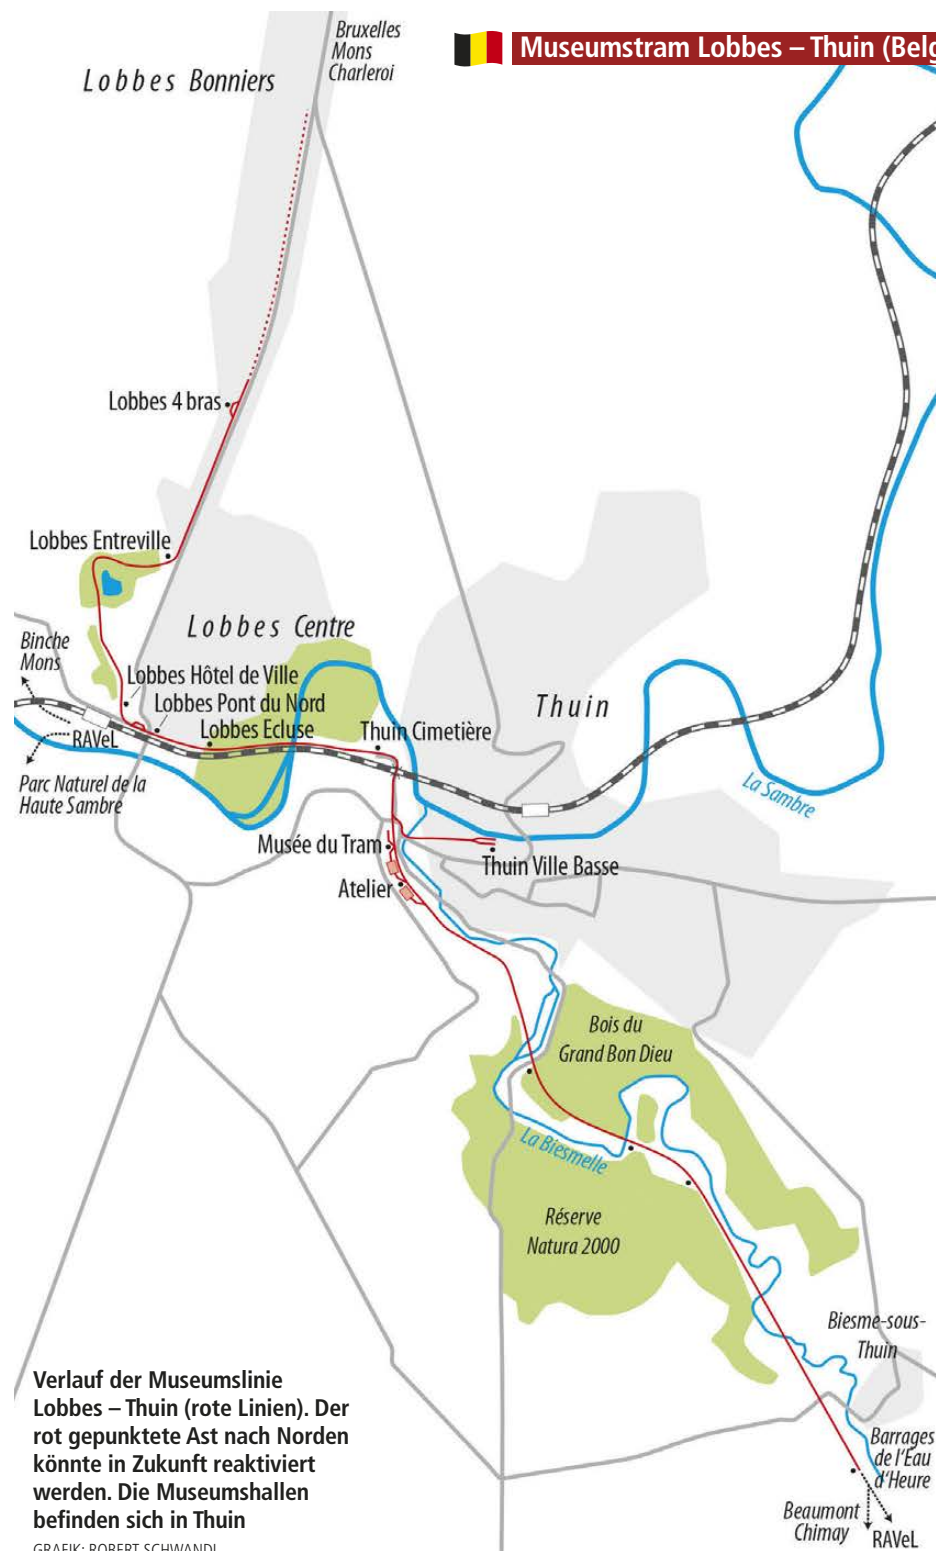 Museumstram Lobbes – Thuin (Belg
Bruxelles
Mons
Charleroi
Lobbes Bonniers
Lobbes 4 bras
Lobbes Entreville
Lobbes Centre
Binche
Mons
Lobbes Hôtel de Ville
Lobbes Pont du Nord
Lobbes Ecluse
Thuin Cimetière
Thuin
RAVeL
Parc Naturel de la
Haute Sambre
La Sambre
Musée du Tram
Thuin Ville Basse
Atelier
Bois du
Grand Bon Dieu
La Biesmelle
Réserve
Natura 2000
Biesme-sous-
Thuin
Barrages
de l'Eau
d'Heure
Beaumont
Chimay
RAVeL
Verlauf der Museumslinie
Lobbes – Thuin (rote Linien). Der
rot gepunktete Ast nach Norden
könnte in Zukunft reaktiviert
werden. Die Museumshallen
befinden sich in Thuin
GRAFIK: ROBERT SCHWANDL